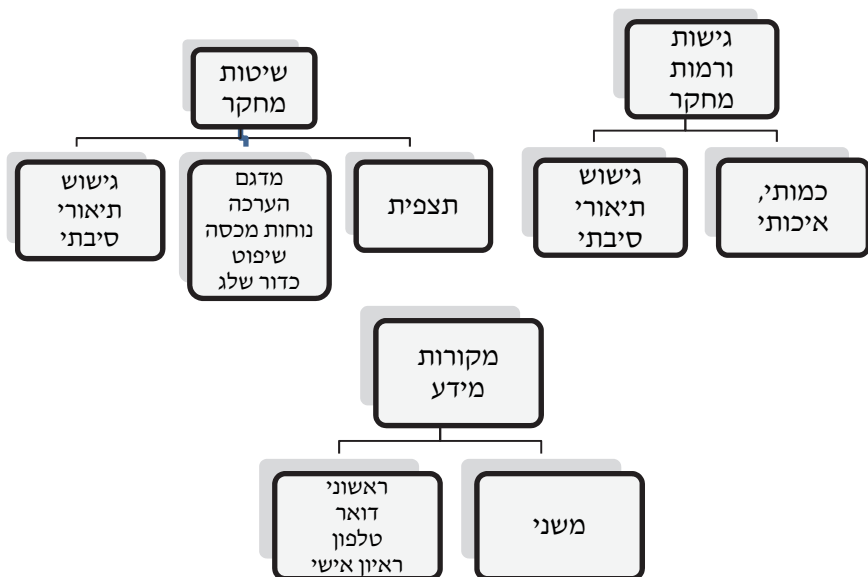 גישות
ורמות
מחקר
כמותי,
איכותי
גישוש
תיאורי
סיבתי
שיטות
מחקר
תצפית
מדגם
הערכה
נוחות מכסה
שיפוט
כדור שלג
גישוש
תיאורי
סיבתי
מקורות
מידע
משני
ראשוני
דואר
טלפון
ראיון אישי